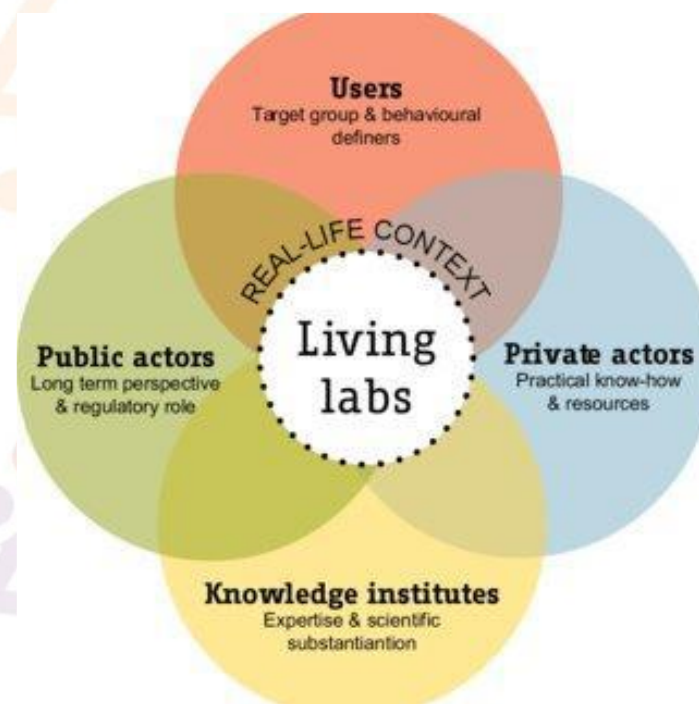 Users
Target group & behavioural
definers
REAL-LIFE CONTEXT
Living
labs
Public actors
Long term perspective
& regulatory role
Private actors
Practical know-how
& resources
Knowledge institutes
Expertise & scientific
substantiantion